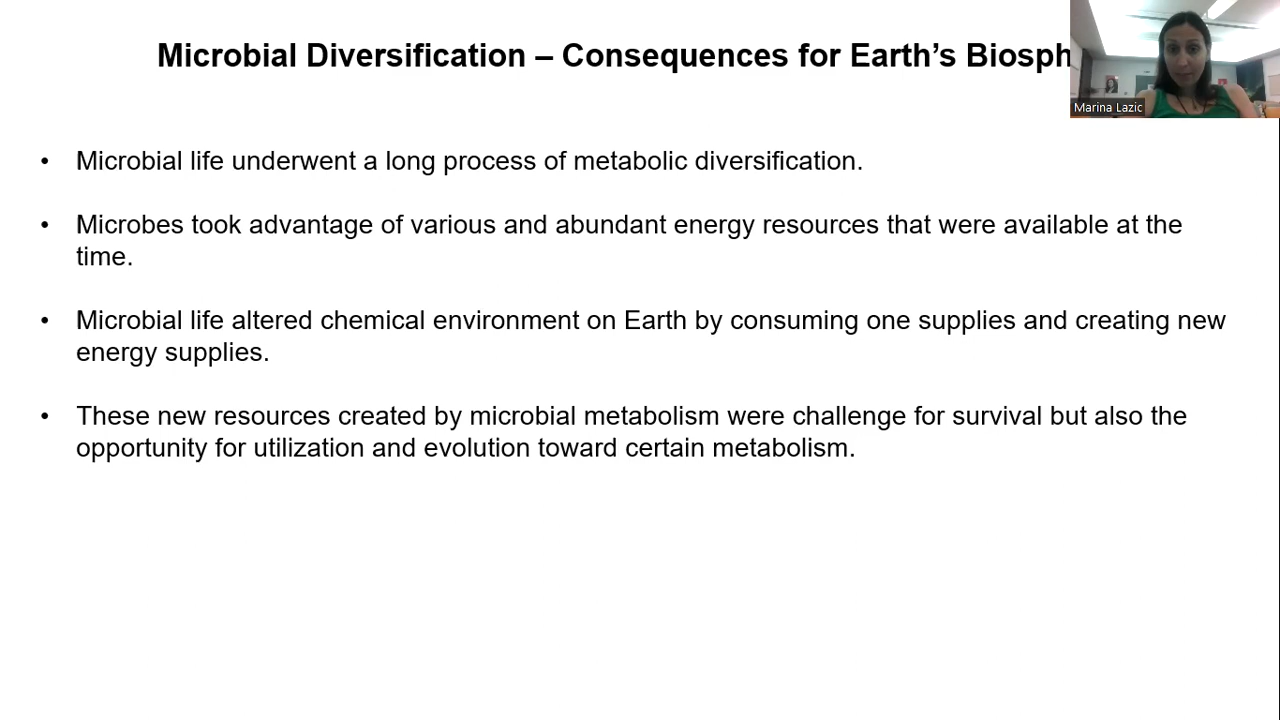 Microbial Diversification – Consequences for Earth's Biosph
Marina Lazic
• Microbial life underwent a long process of metabolic diversification.
• Microbes took advantage of various and abundant energy resources that were available at the
time.
• Microbial life altered chemical environment on Earth by consuming one supplies and creating new
energy supplies.
• These new resources created by microbial metabolism were challenge for survival but also the
opportunity for utilization and evolution toward certain metabolism.